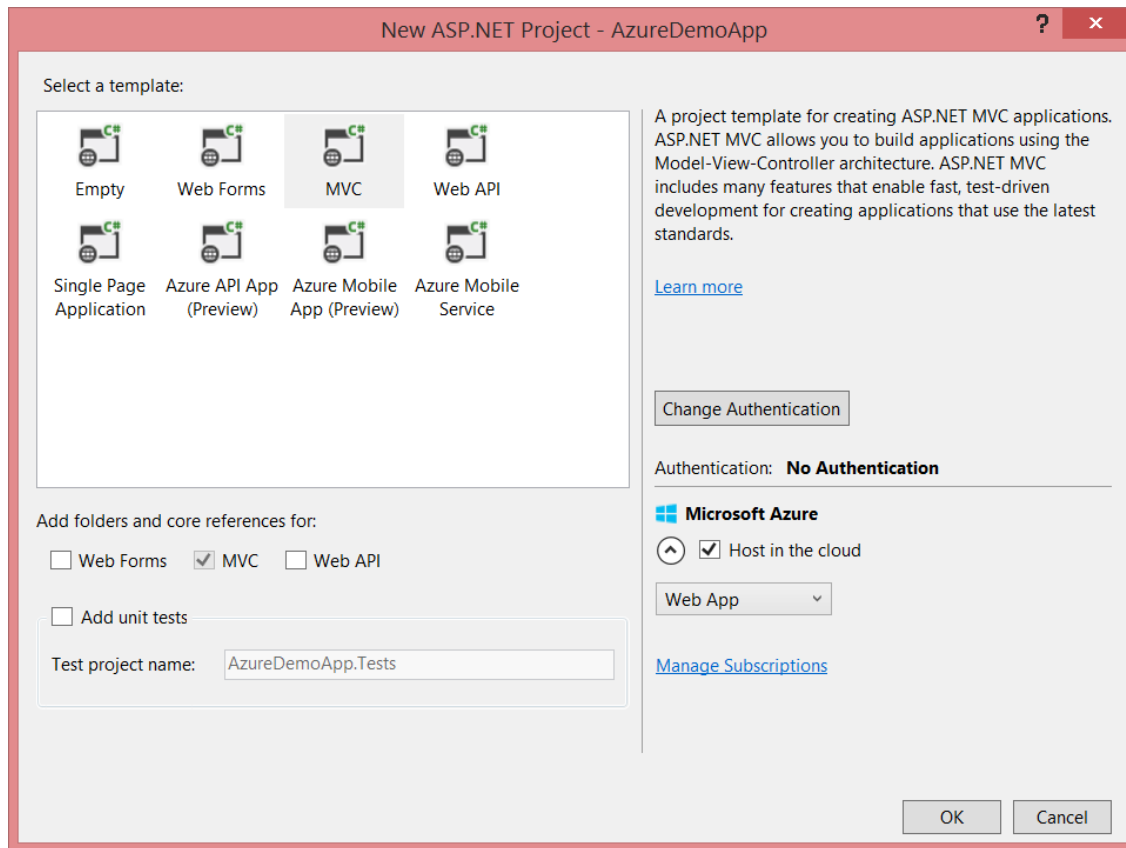 New ASP.NET Project - AzureDemoApp
?
Select a template:
C# C# C# C#
Empty Web Forms MVC Web API
C# C# C# C#
Single Page Azure API App Azure Mobile Azure Mobile
Application (Preview) App (Preview) Service
A project template for creating ASP.NET MVC applications.
ASP.NET MVC allows you to build applications using the
Model-View-Controller architecture. ASP.NET MVC
includes many features that enable fast, test-driven
development for creating applications that use the latest
standards.
Learn more
Change Authentication
Authentication: No Authentication
Add folders and core references for:
Web Forms MVC Web API
Add unit tests
Test project name: AzureDemoApp.Tests
Microsoft Azure
Host in the cloud
Web App
Manage Subscriptions
OK Cancel